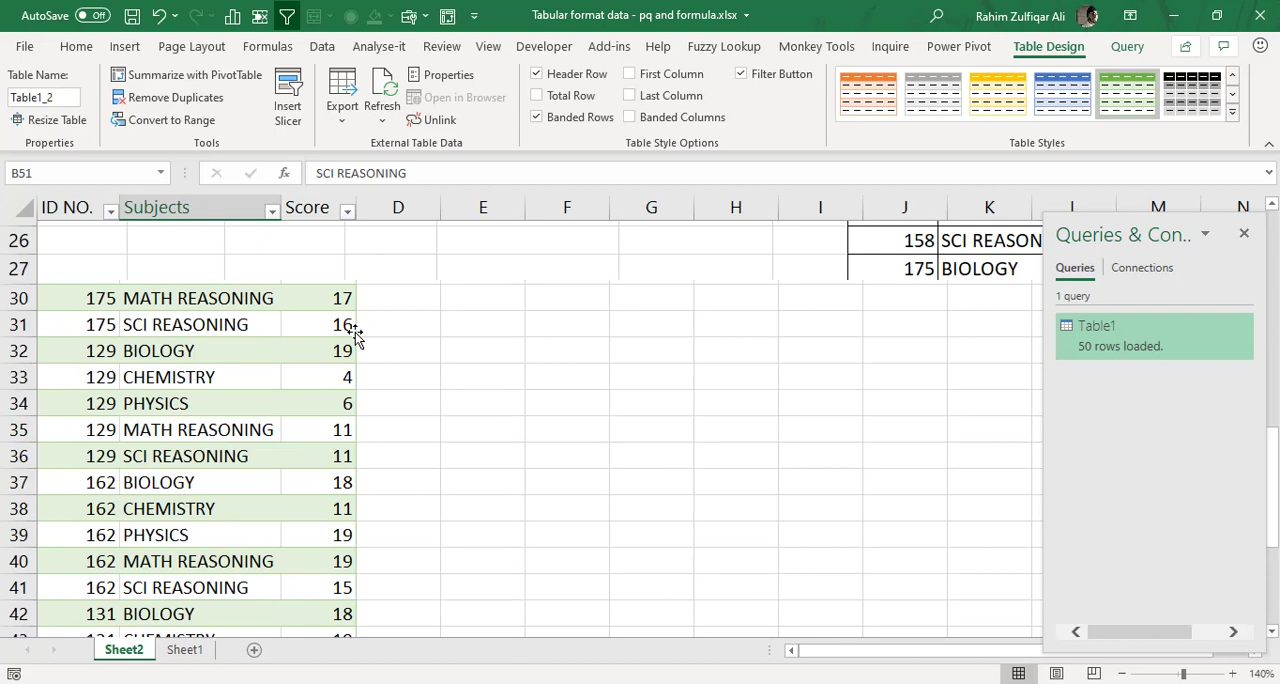 AutoSave Off Tabular format data - pq and formula.xlsx Rahim Zulfiqar Ali
File Home Insert Page Layout Formulas Data Analyse-it Review View Developer Add-ins Help Fuzzy Lookup Monkey Tools Inquire Power Pivot Table Design Query
Table Name:
Table1_2
Resize Table
Properties
Summarize with PivotTable
Remove Duplicates
Convert to Range
Insert
Slicer
Tools
Export
Refresh
Properties
Open in Browser
Unlink
External Table Data
Header Row First Column Filter Button
Total Row Last Column
Banded Rows Banded Columns
Table Style Options
Table Styles
B51 fx SCI REASONING
ID NO. Subjects Score D E F G H I J K L M N
26 158 SCI REASON
27 175 BIOLOGY
30 175 MATH REASONING 17
31 175 SCI REASONING 16
32 129 BIOLOGY 19
33 129 CHEMISTRY 4
34 129 PHYSICS 6
35 129 MATH REASONING 11
36 129 SCI REASONING 11
37 162 BIOLOGY 18
38 162 CHEMISTRY 11
39 162 PHYSICS 19
40 162 MATH REASONING 19
41 162 SCI REASONING 15
42 131 BIOLOGY 18
Queries & Con..
Queries Connections
1 query
Table1
50 rows loaded.
Sheet2 Sheet1
140%